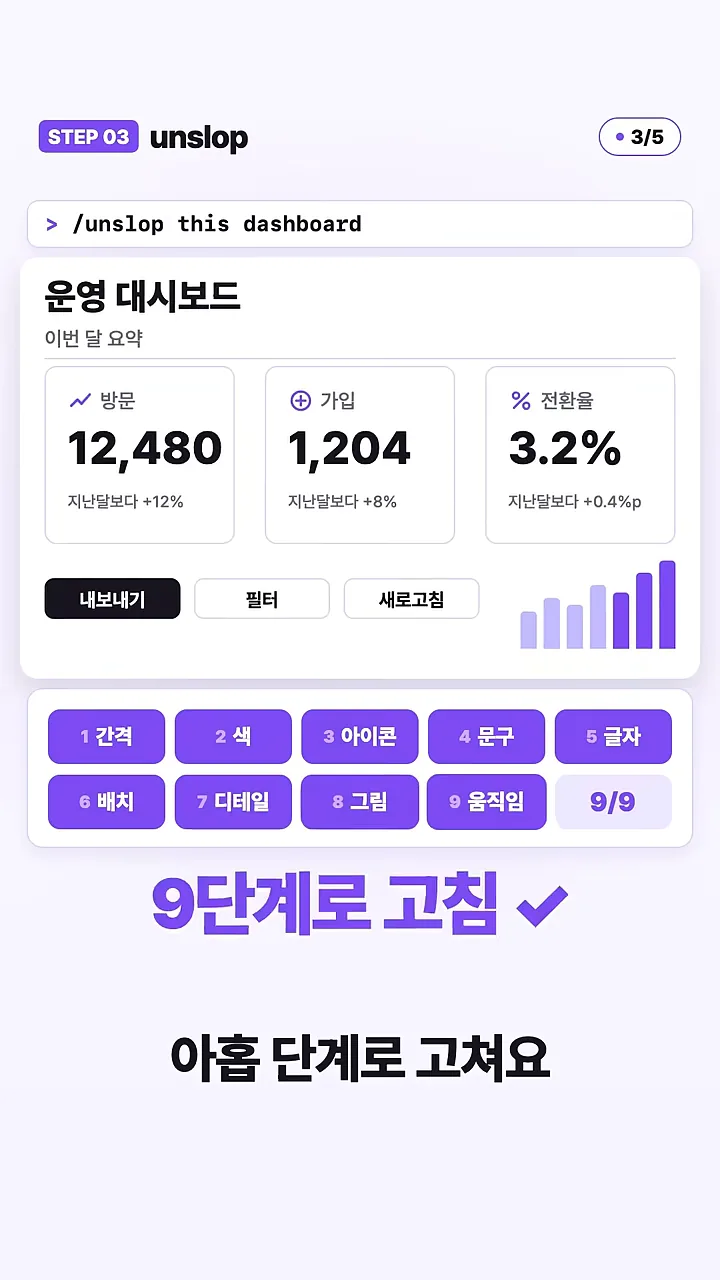 STEP 03 unslop
3/5
> /unslop this dashboard
운영 대시보드
이번 달 요약
방문
12,480
지난달보다 +12%
가입
1,204
지난달보다 +8%
전환율
3.2%
지난달보다 +0.4%p
내보내기 필터 새로고침
1 간격 2 색 3 아이콘 4 문구 5 글자
6 배치 7 디테일 8 그림 9 움직임 9/9
9단계로 고침 ✓
아홉 단계로 고쳐요